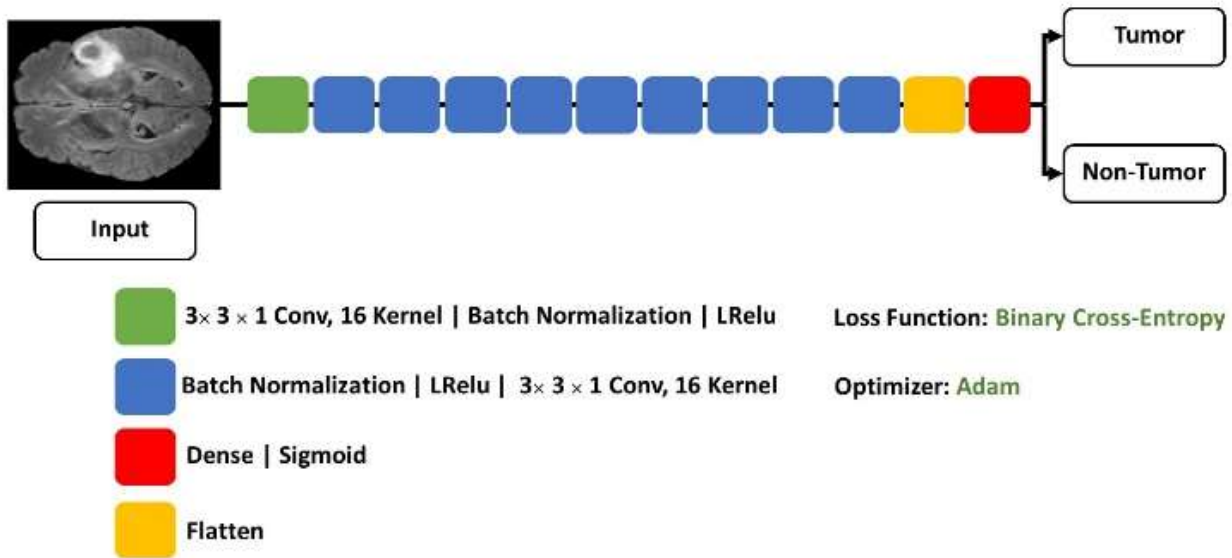 Tumor
Non-Tumor
Input
3× 3 × 1 Conv, 16 Kernel | Batch Normalization | LRelu
Loss Function: Binary Cross-Entropy
Batch Normalization | LRelu | 3× 3 × 1 Conv, 16 Kernel
Optimizer: Adam
Dense | Sigmoid
Flatten